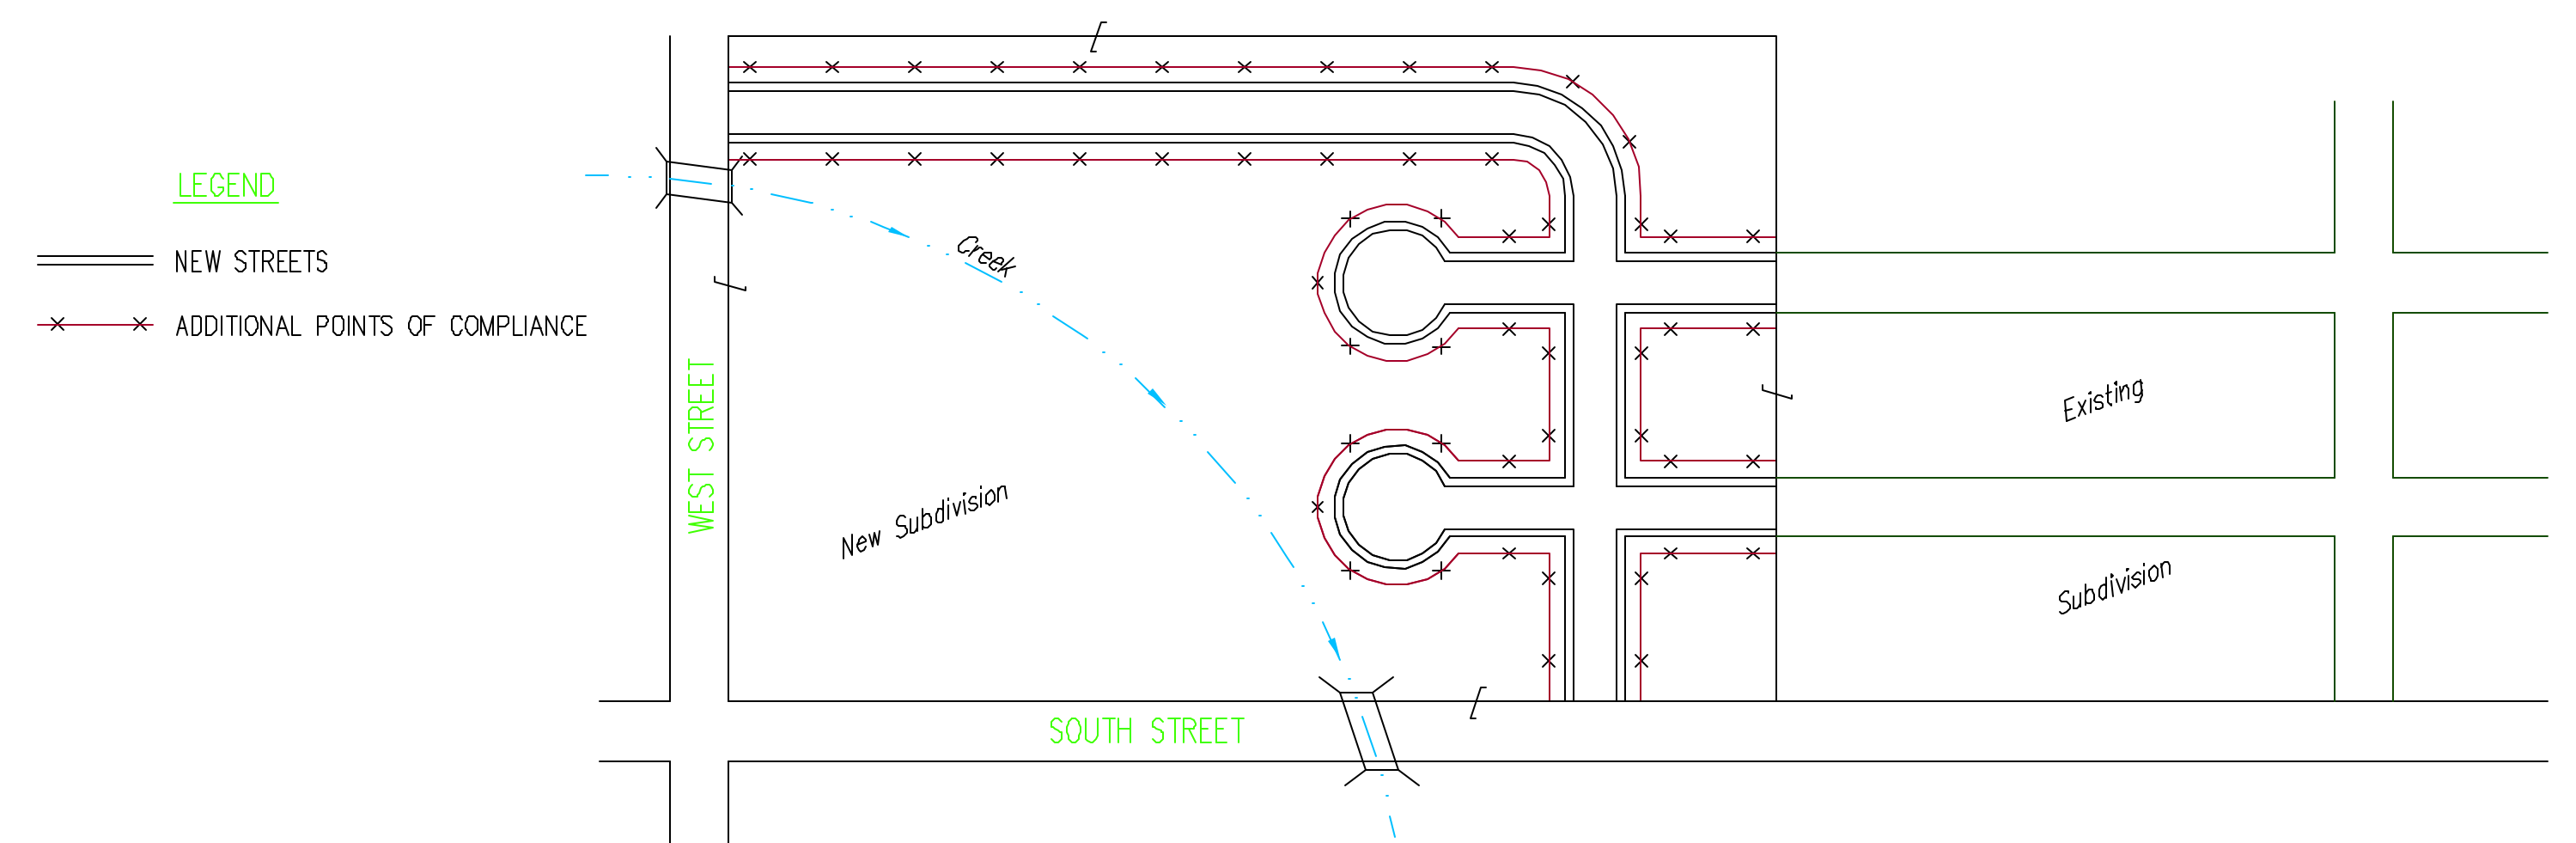 LEGEND
NEW STREETS
ADDITIONAL POINTS OF COMPLIANCE
WEST STREET
Creek
New Subdivision
SOUTH STREET
Existing
Subdivision